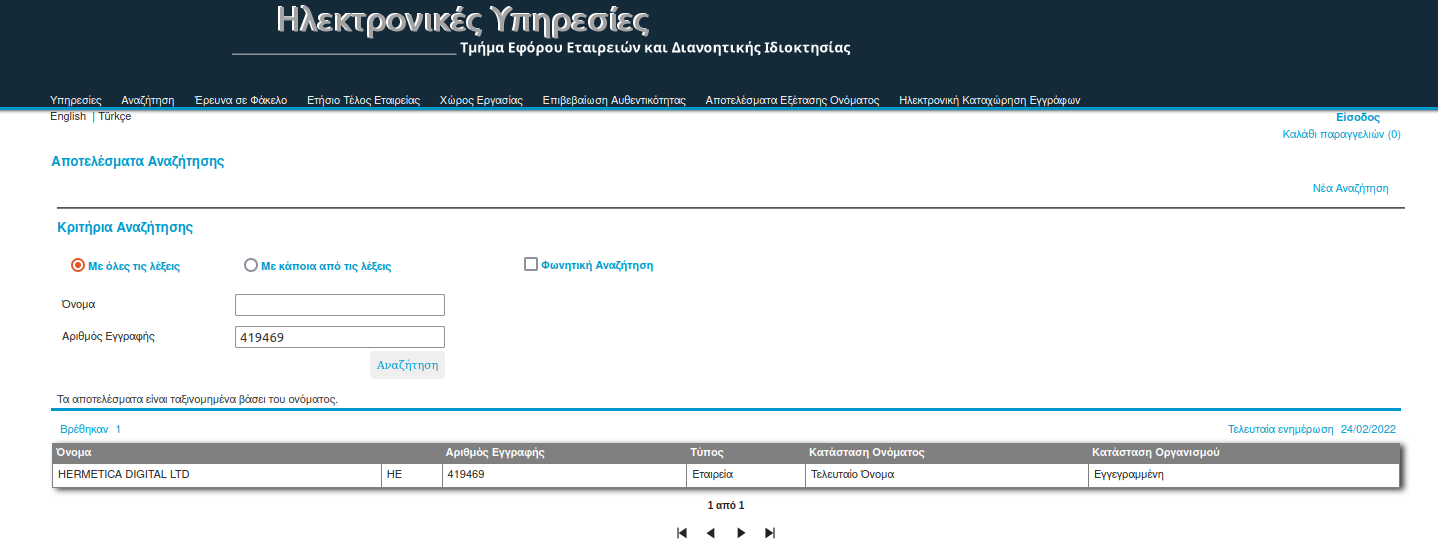 Ηλεκτρονικές Υπηρεσίες
Τμήμα Εφόρου Εταιρειών και Διανοητικής Ιδιοκτησίας
Υπηρεσίες Αναζήτηση Έρευνα σε Φάκελο Ετήσιο Τέλος Εταιρείας Χώρος Εργασίας Επιβεβαίωση Αυθεντικότητας Αποτελέσματα Εξέτασης Ονόματος Ηλεκτρονική Καταχώρηση Εγγράφων
English | Türkçe Είσοδος
Καλάθι παραγγελιών (0)
Αποτελέσματα Αναζήτησης
Νέα Αναζήτηση
Κριτήρια Αναζήτησης
Με όλες τις λέξεις Με κάποια από τις λέξεις Φωνητική Αναζήτηση
Όνομα
Αριθμός Εγγραφής 419469
Αναζήτηση
Τα αποτελέσματα είναι ταξινομημένα βάσει του ονόματος.
Βρέθηκαν 1 Τελευταία ενημέρωση 24/02/2022
Όνομα Αριθμός Εγγραφής Τύπος Κατάσταση Ονόματος Κατάσταση Οργανισμού
HERMETICA DIGITAL LTD HE 419469 Εταιρεία Τελευταίο Όνομα Εγγεγραμμένη
1 από 1